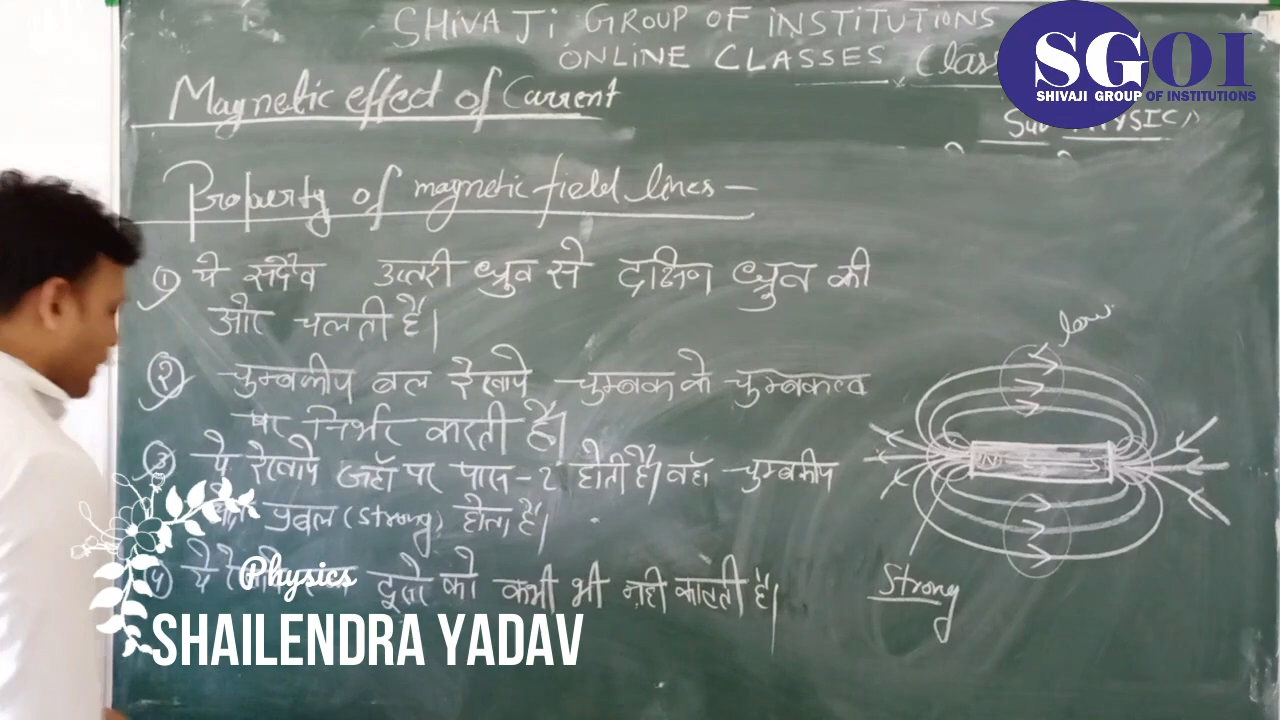 SHIVAJI GROUP OF INSTITUTIONS
ONLINE CLASSES Class
SGOI
SHIVAJI GROUP OF INSTITUTIONS
Magnetic effect of Current
Property of magnetic field lines –
① ये सदैव उत्तरी ध्रुव से दक्षिण ध्रुव की
ओर चलती हैं।
② चुम्बकीय बल रेखाये चुम्बक के चुम्बकत्व
पर निर्भर करती हैं।
③ ये रेखाये जहाँ पर पास-2 होती हैं। वहाँ चुम्बकीय
प्रबल (strong) होता है।
④ ये दूसरे को कभी भी नही काटती हैं।
low
N S
Strong
Physics
SHAILENDRA YADAV